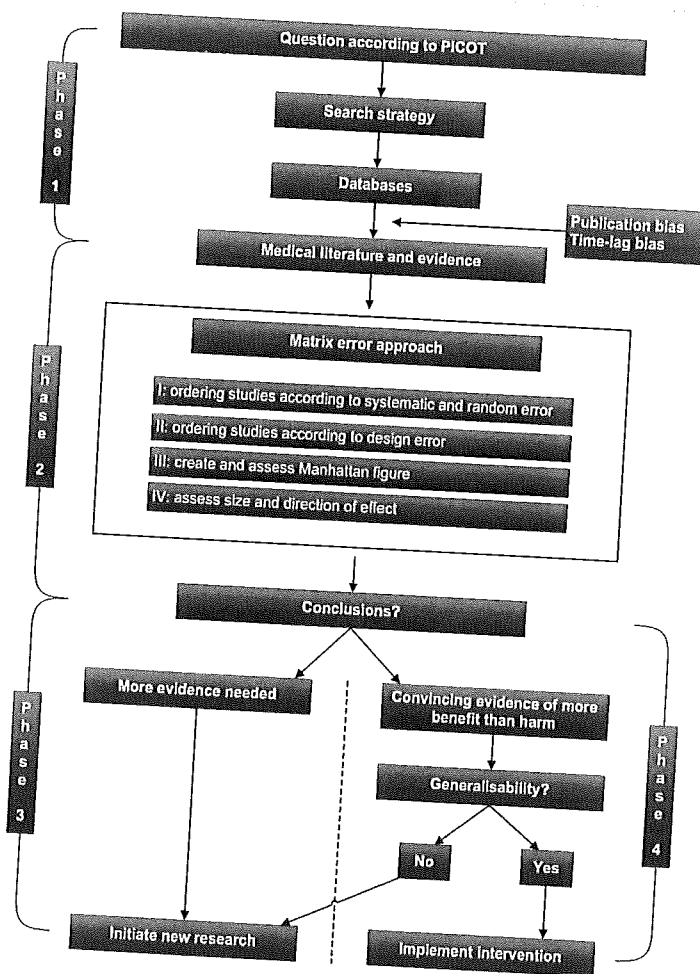 Question according to PICOT
Phase 1
Search strategy
Databases
Publication bias
Time-lag bias
Medical literature and evidence
Phase 2
Matrix error approach
I: ordering studies according to systematic and random error
II: ordering studies according to design error
III: create and assess Manhattan figure
IV: assess size and direction of effect
Conclusions?
Phase 3
More evidence needed
Convincing evidence of more
benefit than harm
Phase 4
Generalisability?
No
Yes
Initiate new research
Implement intervention